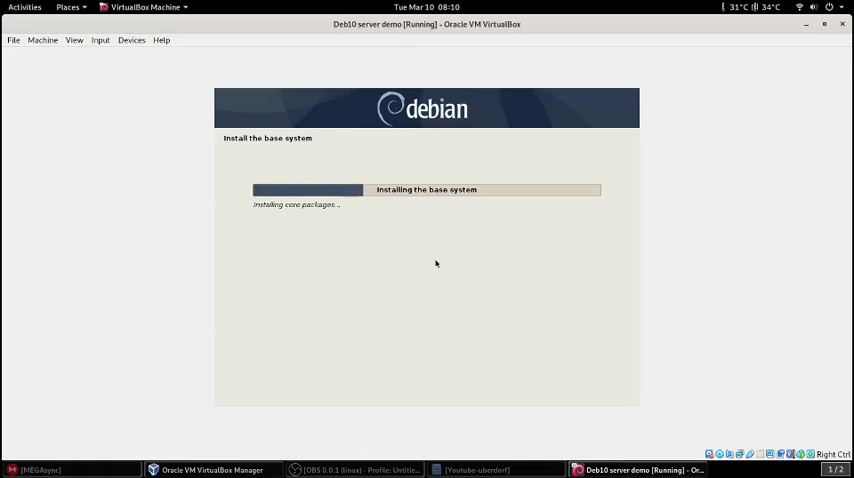 Activities Places VirtualBox Machine Tue Mar 10 08:10 31°C 34°C
Deb10 server demo [Running] - Oracle VM VirtualBox
File Machine View Input Devices Help
debian
Install the base system
Installing the base system
Installing core packages...
Right Ctrl
[MEGAsync] Oracle VM VirtualBox Manager [OBS 0.0.1 (linux) - Profile: Untitle... [Youtube-uberdorf] Deb10 server demo [Running] - Or... 1 / 2